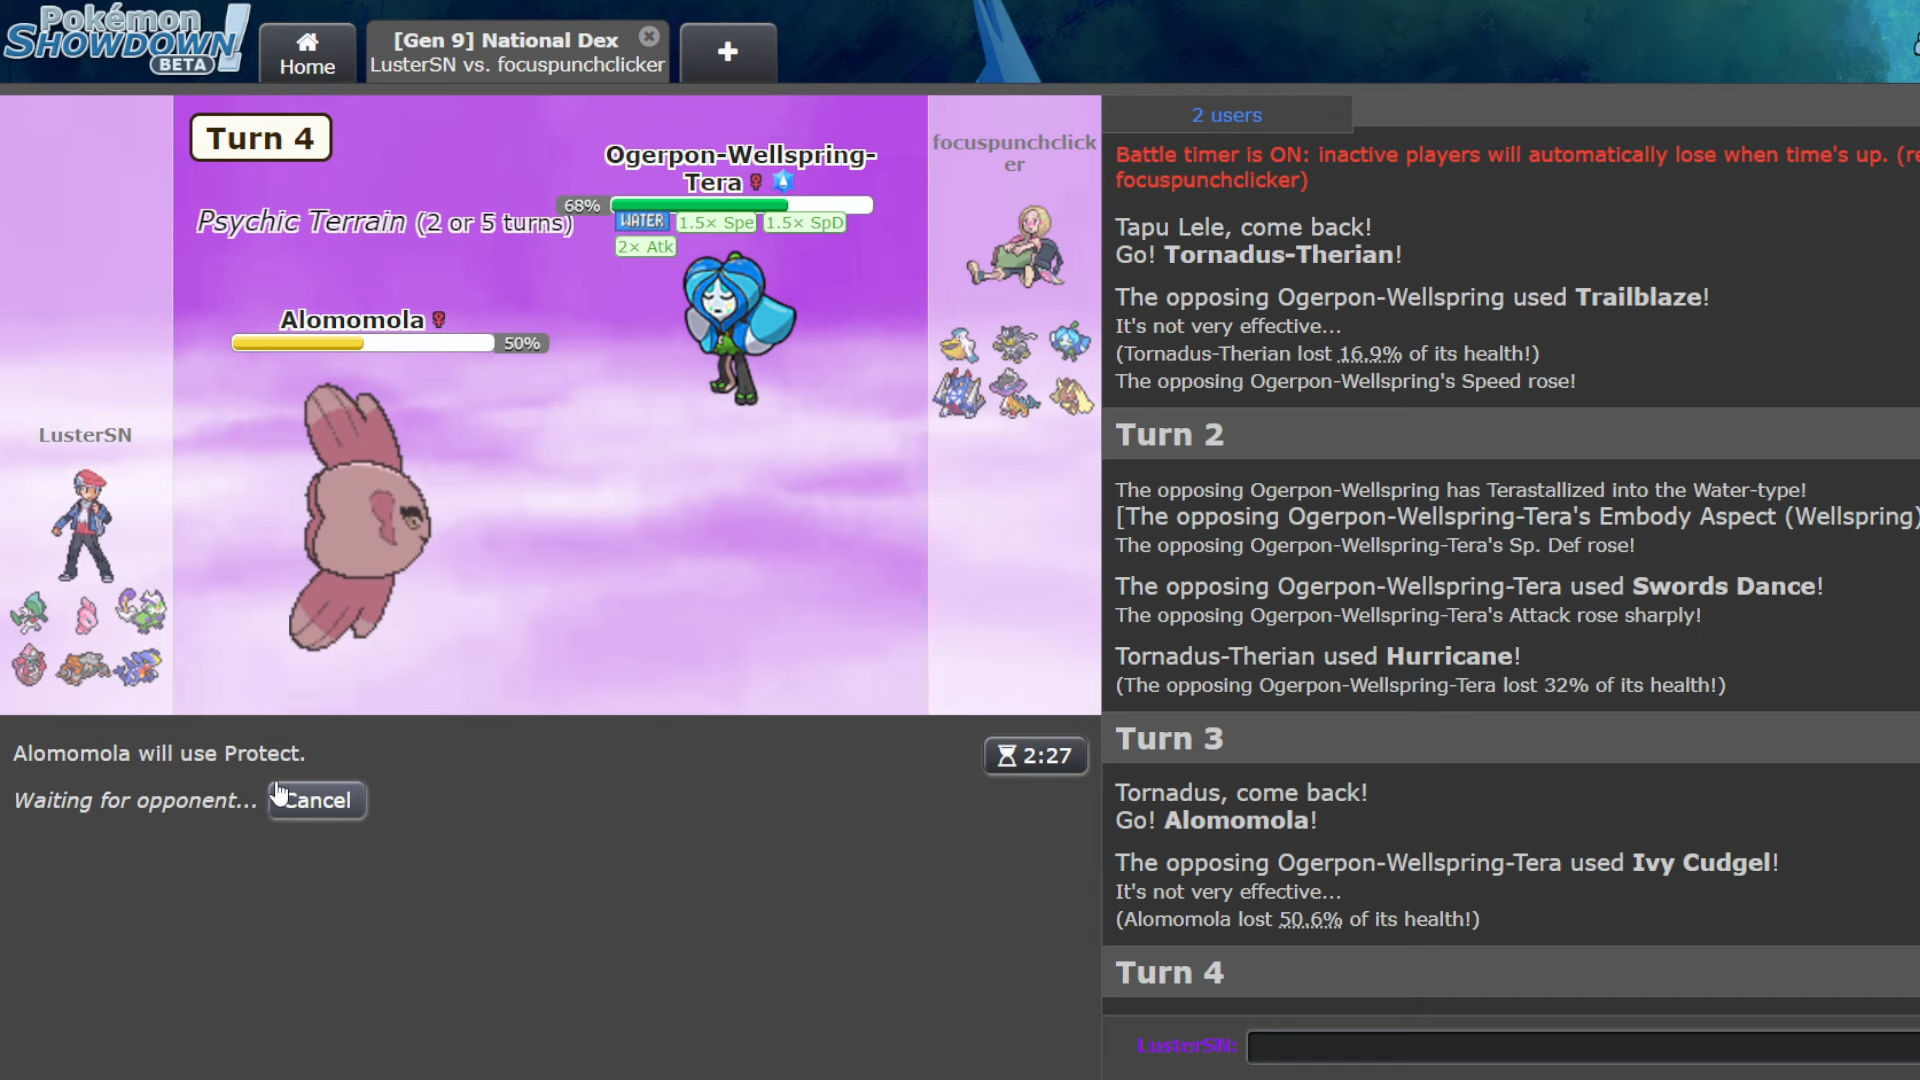 Pokémon
SHOWDOWN!
BETA
Home
[Gen 9] National Dex
LusterSN vs. focuspunchclicker
+
Turn 4
Psychic Terrain (2 or 5 turns)
Ogerpon-Wellspring-
Tera
68%
WATER 1.5× Spe 1.5× SpD
2× Atk
Alomomola
50%
LusterSN
focuspunchclick
er
Alomomola will use Protect.
Waiting for opponent... Cancel
2:27
2 users
Battle timer is ON: inactive players will automatically lose when time's up. (re
focuspunchclicker)
Tapu Lele, come back!
Go! Tornadus-Therian!
The opposing Ogerpon-Wellspring used Trailblaze!
It's not very effective...
(Tornadus-Therian lost 16.9% of its health!)
The opposing Ogerpon-Wellspring's Speed rose!
Turn 2
The opposing Ogerpon-Wellspring has Terastallized into the Water-type!
[The opposing Ogerpon-Wellspring-Tera's Embody Aspect (Wellspring)
The opposing Ogerpon-Wellspring-Tera's Sp. Def rose!
The opposing Ogerpon-Wellspring-Tera used Swords Dance!
The opposing Ogerpon-Wellspring-Tera's Attack rose sharply!
Tornadus-Therian used Hurricane!
(The opposing Ogerpon-Wellspring-Tera lost 32% of its health!)
Turn 3
Tornadus, come back!
Go! Alomomola!
The opposing Ogerpon-Wellspring-Tera used Ivy Cudgel!
It's not very effective...
(Alomomola lost 50.6% of its health!)
Turn 4
LusterSN: